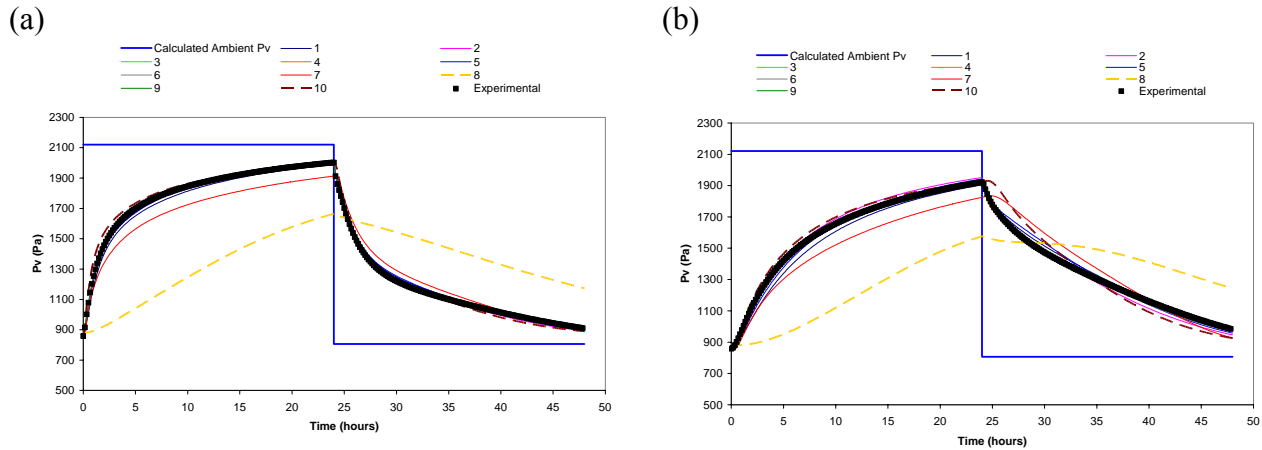 (a)
Calculated Ambient Pv 1 2
3 4 5
6 7 8
9 10 Experimental
2300
2100
1900
1700
1500
1300
1100
900
700
500
Pv (Pa)
0 5 10 15 20 25 30 35 40 45 50
Time (hours)
(b)
Calculated Ambient Pv 1 2
3 4 5
6 7 8
9 10 Experimental
2300
2100
1900
1700
1500
1300
1100
900
700
500
Pv (Pa)
0 5 10 15 20 25 30 35 40 45 50
Time (hours)